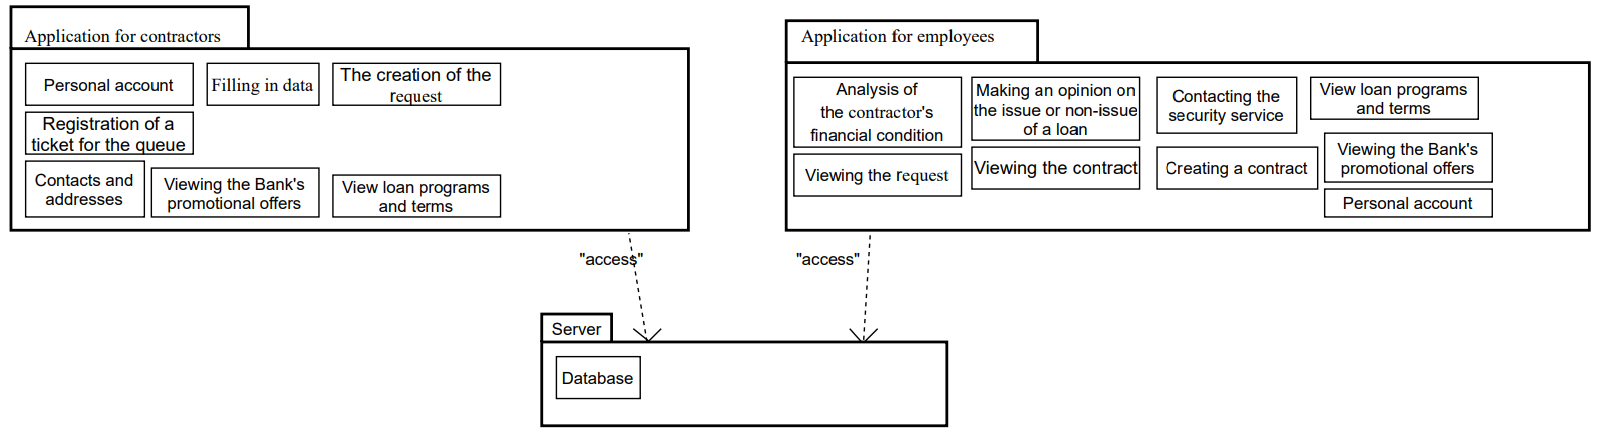 Application for contractors
Personal account
Filling in data
The creation of the
request
Registration of a
ticket for the queue
Contacts and
addresses
Viewing the Bank's
promotional offers
View loan programs
and terms
Application for employees
Analysis of
the contractor's
financial condition
Making an opinion on
the issue or non-issue
of a loan
Contacting the
security service
View loan programs
and terms
Viewing the request
Viewing the contract
Creating a contract
Viewing the Bank's
promotional offers
Personal account
"access"
"access"
Server
Database